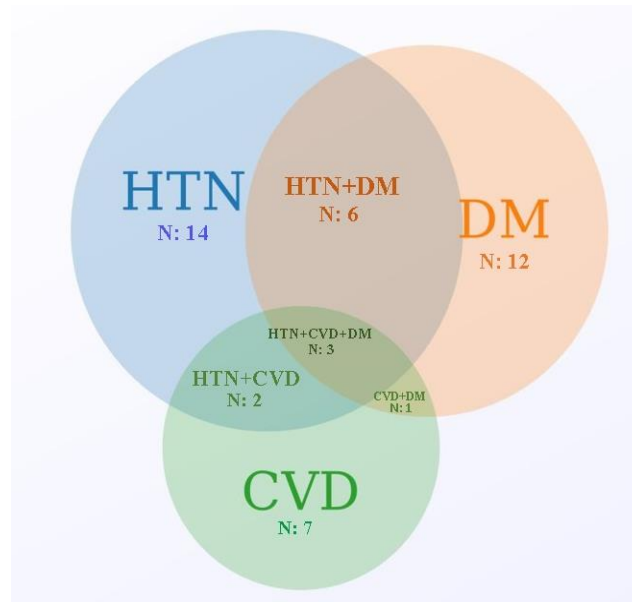 HTN
N: 14
HTN+DM
N: 6
DM
N: 12
HTN+CVD+DM
N: 3
HTN+CVD
N: 2
CVD+DM
N: 1
CVD
N: 7